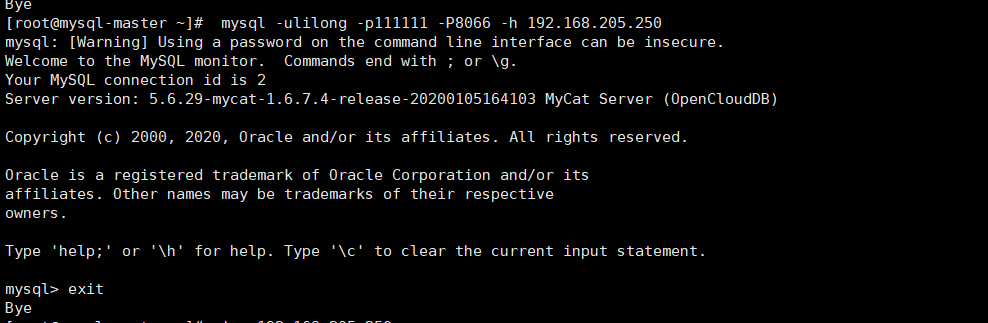 Bye
[root@mysql-master ~]#  mysql -ulilong -p111111 -P8066 -h 192.168.205.250
mysql: [Warning] Using a password on the command line interface can be insecure.
Welcome to the MySQL monitor.  Commands end with ; or \g.
Your MySQL connection id is 2
Server version: 5.6.29-mycat-1.6.7.4-release-20200105164103 MyCat Server (OpenCloudDB)

Copyright (c) 2000, 2020, Oracle and/or its affiliates. All rights reserved.

Oracle is a registered trademark of Oracle Corporation and/or its
affiliates. Other names may be trademarks of their respective
owners.

Type 'help;' or '\h' for help. Type '\c' to clear the current input statement.

mysql> exit
Bye